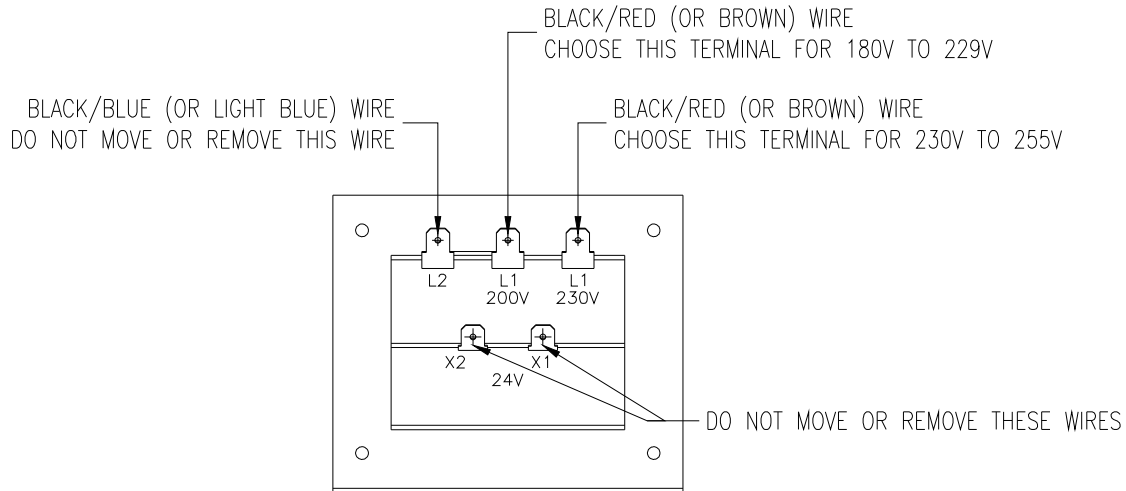 BLACK/RED (OR BROWN) WIRE
CHOOSE THIS TERMINAL FOR 180V TO 229V
BLACK/BLUE (OR LIGHT BLUE) WIRE
DO NOT MOVE OR REMOVE THIS WIRE
BLACK/RED (OR BROWN) WIRE
CHOOSE THIS TERMINAL FOR 230V TO 255V
L2
L1
200V
L1
230V
X2
X1
24V
DO NOT MOVE OR REMOVE THESE WIRES